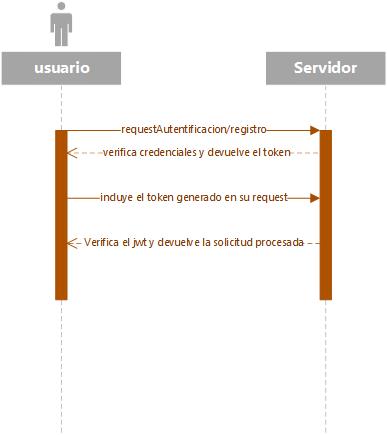 usuario
Servidor
requestAutentificacion/registro
verifica credenciales y devuelve el token
incluye el token generado en su request
Verifica el jwt y devuelve la solicitud procesada